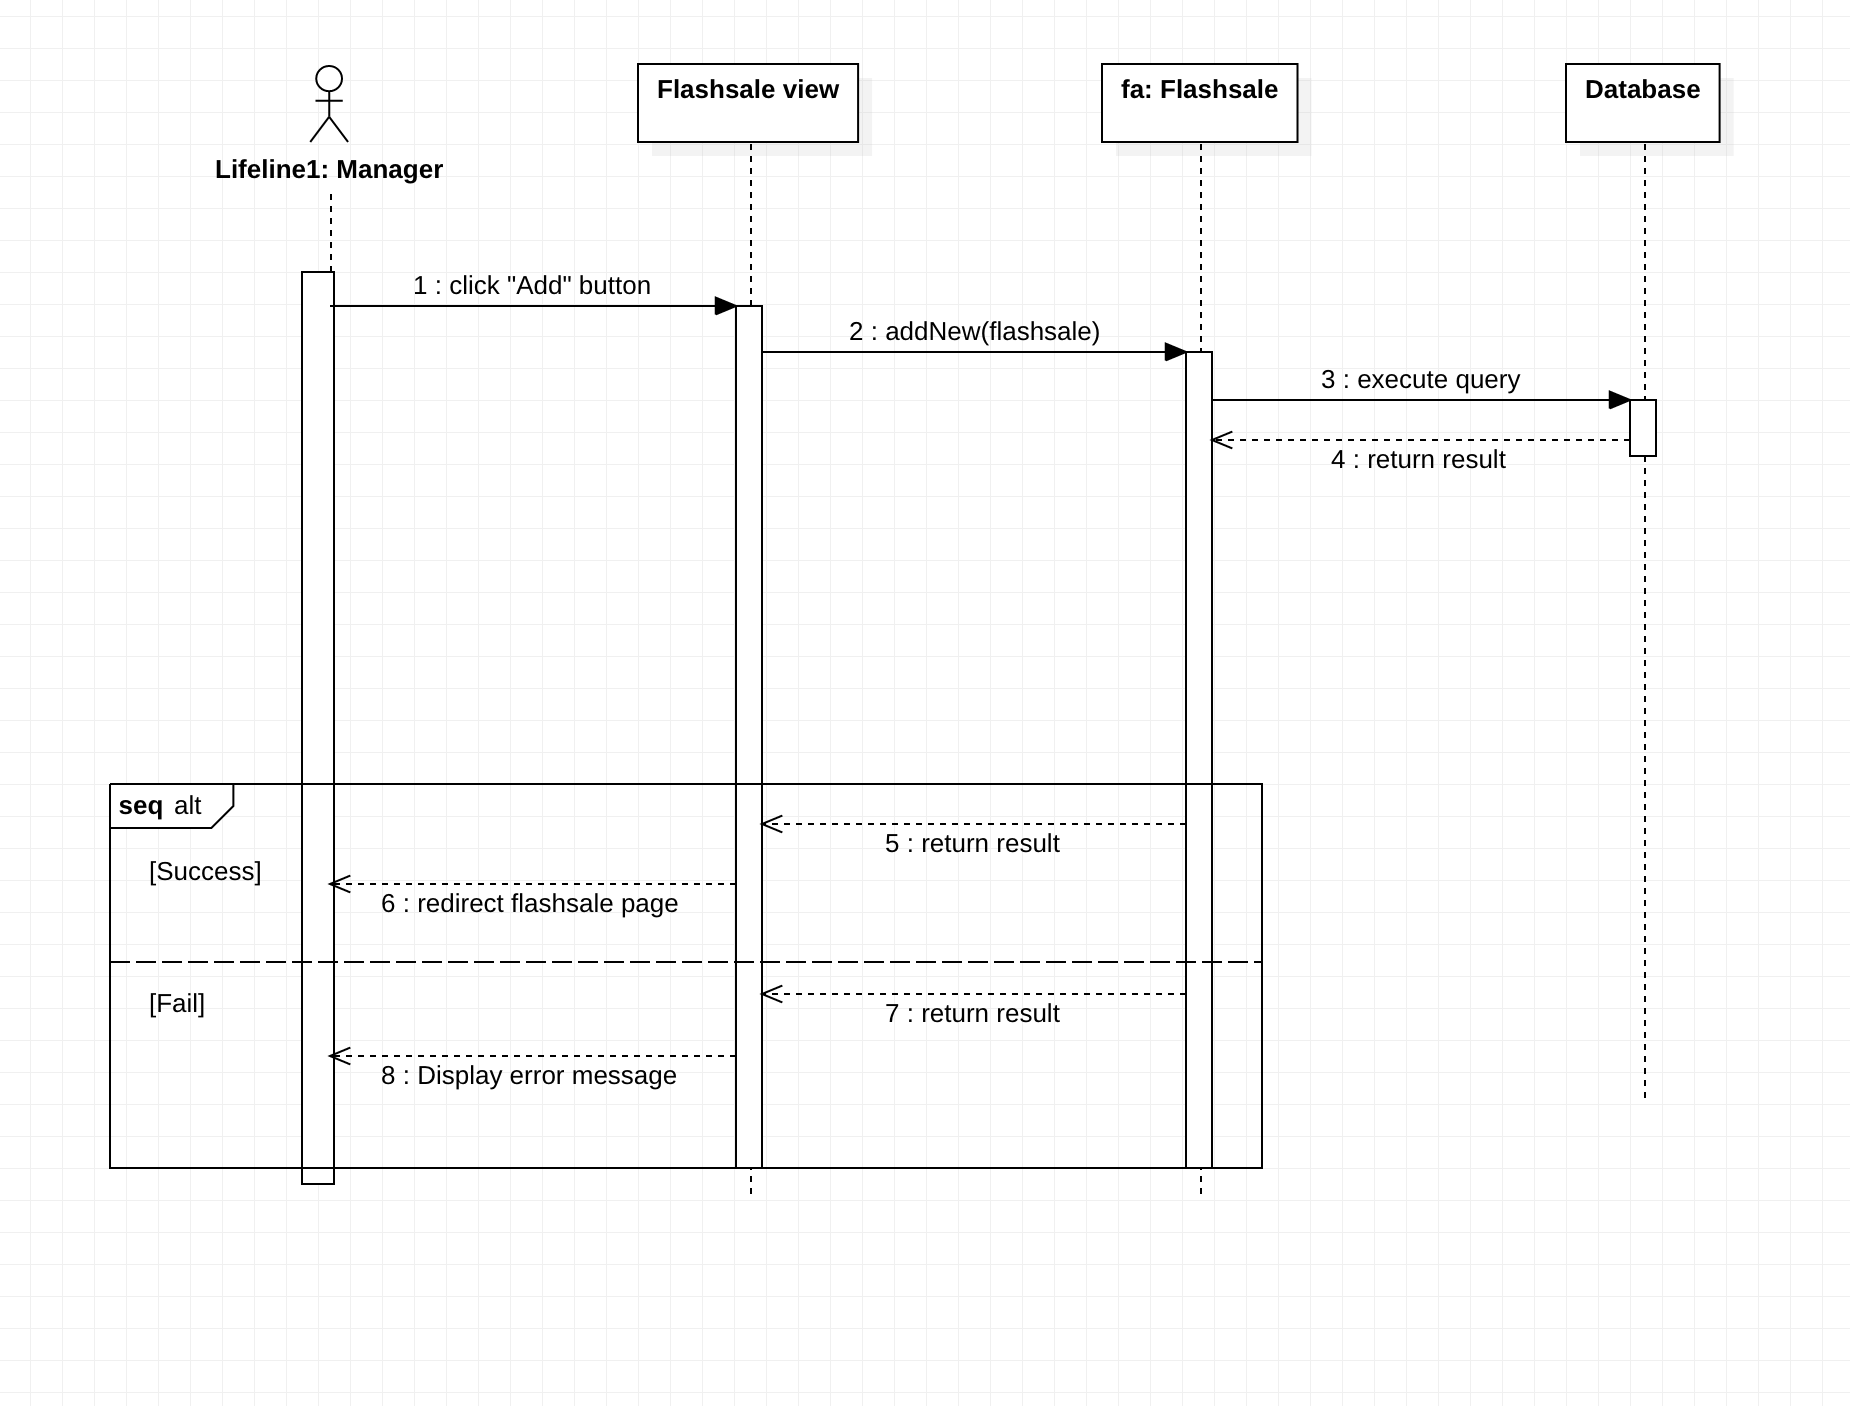 Flashsale view
fa: Flashsale
Database
Lifeline1: Manager
1 : click "Add" button
2 : addNew(flashsale)
3 : execute query
4 : return result
seq alt
5 : return result
[Success]
6 : redirect flashsale page
[Fail]
7 : return result
8 : Display error message